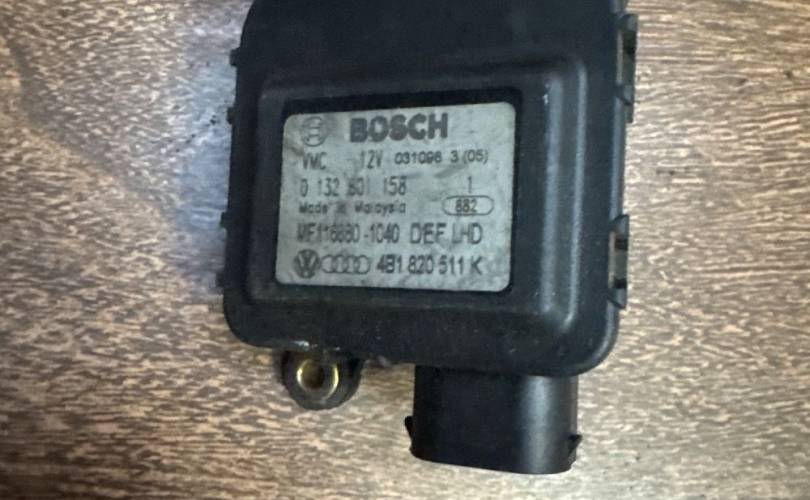 BOSCH
VMC 12V 031096 3 (05)
0 132 801 158 1
Made in Malaysia 882
MF116880-1040 DEF LHD
4B1 820 511 K